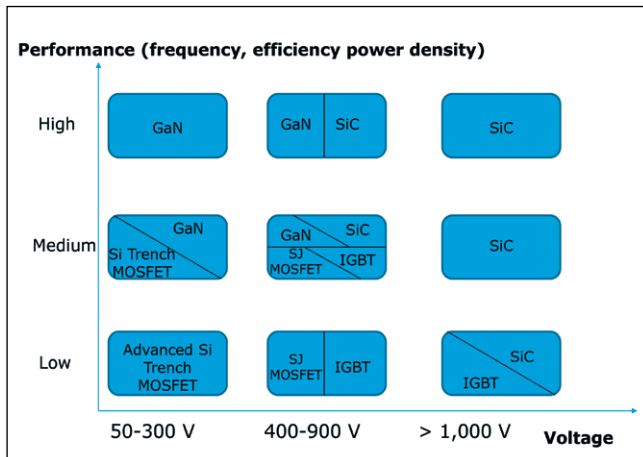 Performance (frequency, efficiency power density)
High
GaN
GaN
SiC
SiC
Medium
GaN
Si Trench
MOSFET
GaN
SiC
SJ
MOSFET
IGBT
SiC
Low
Advanced Si
Trench
MOSFET
SJ
MOSFET
IGBT
SiC
IGBT
50-300 V
400-900 V
> 1,000 V
Voltage